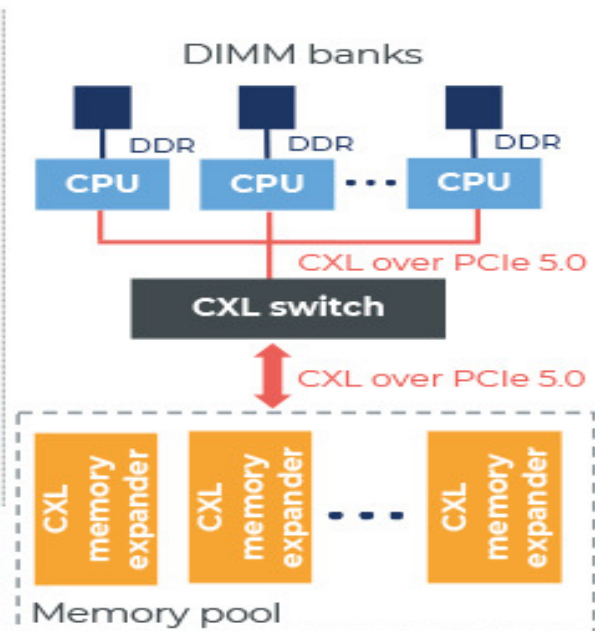 DIMM banks
DDR
DDR
DDR
CPU
CPU
CPU
CXL over PCIe 5.0
CXL switch
CXL over PCIe 5.0
CXL
memory
expander
CXL
memory
expander
CXL
memory
expander
Memory pool